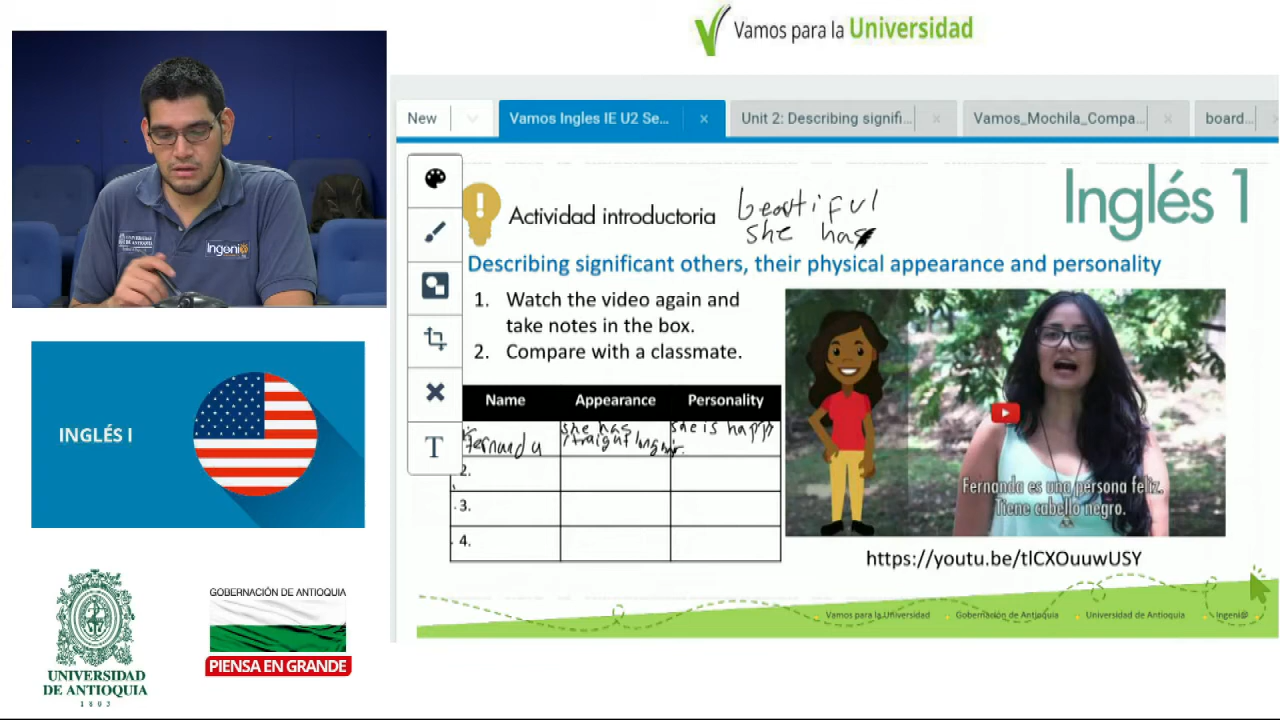 Vamos para la Universidad
New
Vamos Ingles IE U2 Se...
Unit 2: Describing signifi...
Vamos_Mochila_Compa...
board...
Actividad introductoria
beautiful
she has
Inglés 1
Describing significant others, their physical appearance and personality
1. Watch the video again and
take notes in the box.
2. Compare with a classmate.
Name Appearance Personality
Fernanda
she has
straight long hair.
she is happy
2.
3.
4.
Fernanda es una persona feliz.
Tiene cabello negro.
https://youtu.be/tlCXOuuwUSY
Vamos para la Universidad Gobernación de Antioquia Universidad de Antioquia Ingeni@
T
Ingeni@
INGLÉS I
UNIVERSIDAD
DE ANTIOQUIA
1803
GOBERNACIÓN DE ANTIOQUIA
PIENSA EN GRANDE